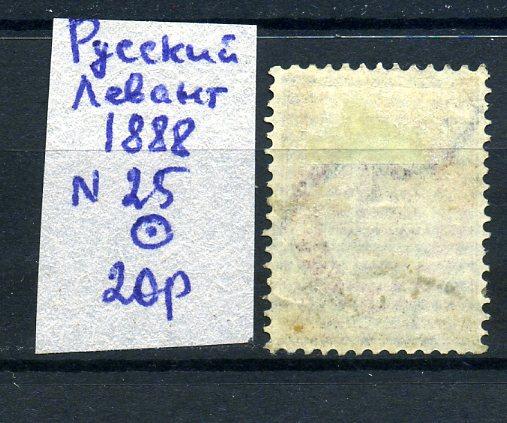 Русский
Левант
1888
N 25
20р